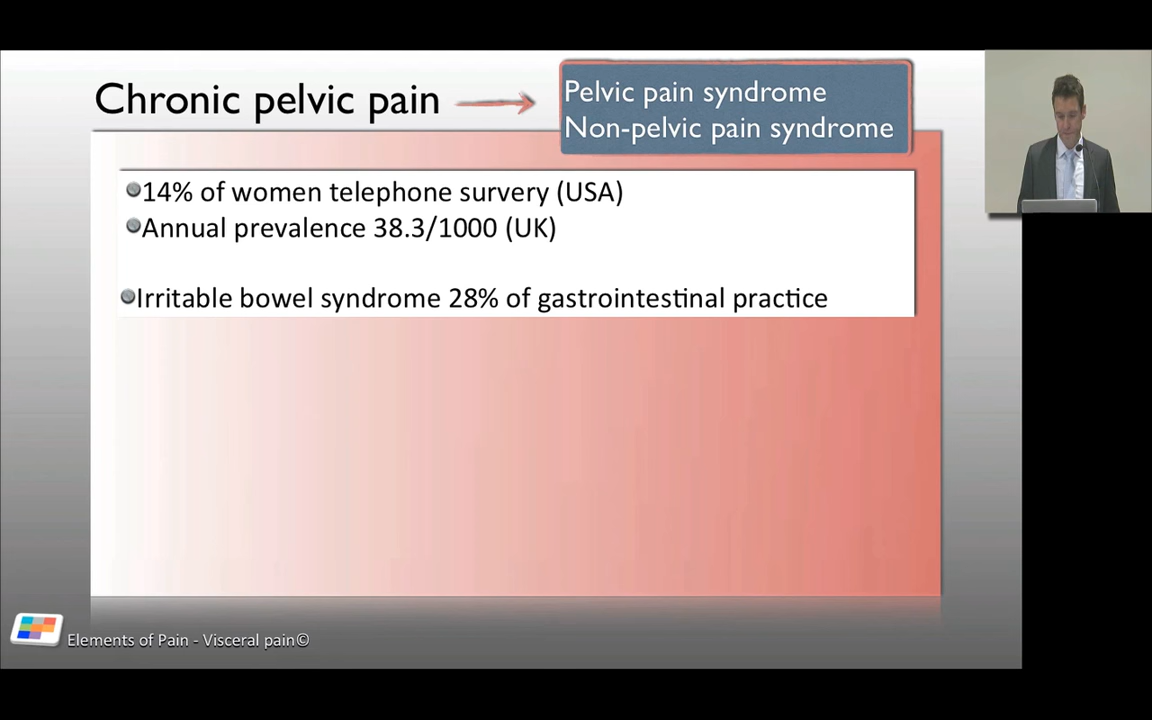 Chronic pelvic pain
Pelvic pain syndrome
Non-pelvic pain syndrome
14% of women telephone survery (USA)
Annual prevalence 38.3/1000 (UK)
Irritable bowel syndrome 28% of gastrointestinal practice
Elements of Pain - Visceral pain©